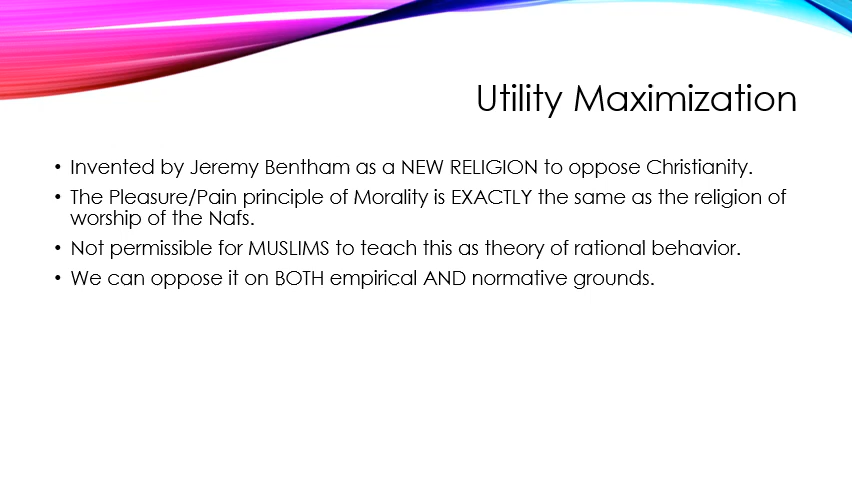 Utility Maximization
• Invented by Jeremy Bentham as a NEW RELIGION to oppose Christianity.
• The Pleasure/Pain principle of Morality is EXACTLY the same as the religion of
worship of the Nafs.
• Not permissible for MUSLIMS to teach this as theory of rational behavior.
• We can oppose it on BOTH empirical AND normative grounds.